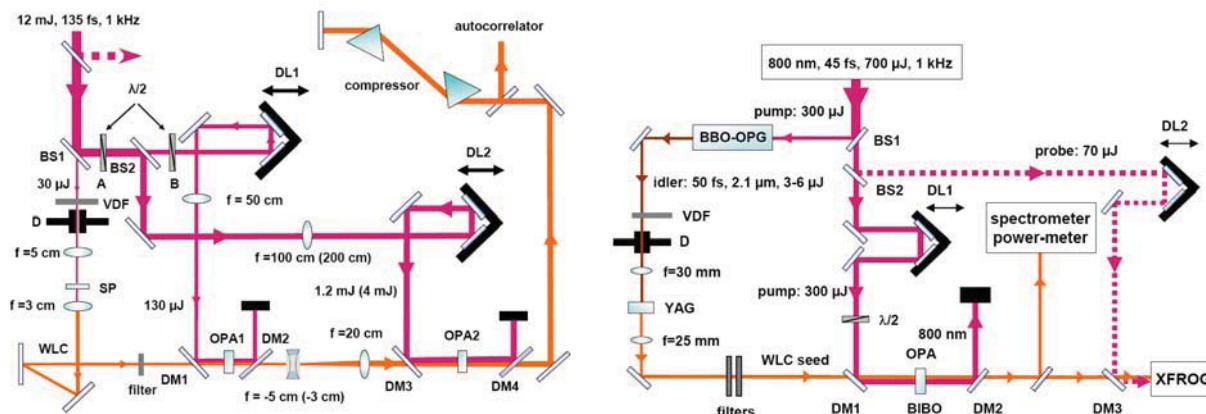 12 mJ, 135 fs, 1 kHz
autocorrelator
DL1
λ/2
compressor
BS1
BS2
A
B
DL2
30 µJ
VDF
f = 50 cm
D
f =5 cm
f =100 cm (200 cm)
SP
f =3 cm
130 µJ
1.2 mJ (4 mJ)
f =20 cm
WLC
OPA1
DM2
OPA2
filter
DM1
DM3
DM4
f = -5 cm (-3 cm)
800 nm, 45 fs, 700 µJ, 1 kHz
pump: 300 µJ
BBO-OPG
BS1
DL2
probe: 70 µJ
idler: 50 fs, 2.1 µm, 3-6 µJ
BS2
DL1
VDF
D
spectrometer
power-meter
f=30 mm
pump: 300 µJ
YAG
λ/2
800 nm
f=25 mm
WLC seed
OPA
XFROG
filters
DM1
BIBO
DM2
DM3